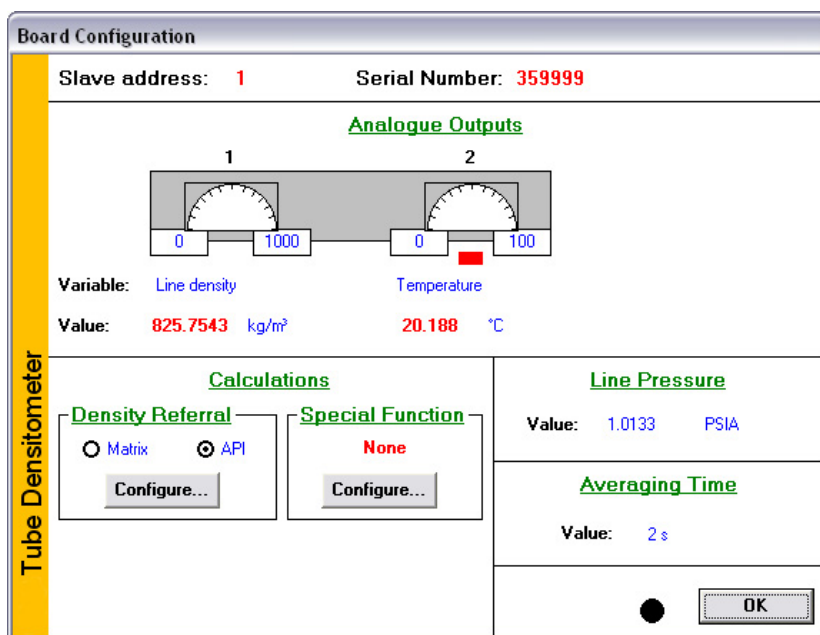 Board Configuration
Slave address: 1 Serial Number: 359999
Analogue Outputs
1 2
0 1000 0 100
Variable: Line density Temperature
Value: 825.7543 kg/m³ 20.188 °C
Calculations
Density Referral
Matrix API
Configure...
Special Function
None
Configure...
Line Pressure
Value: 1.0133 PSIA
Averaging Time
Value: 2 s
OK
Tube Densitometer